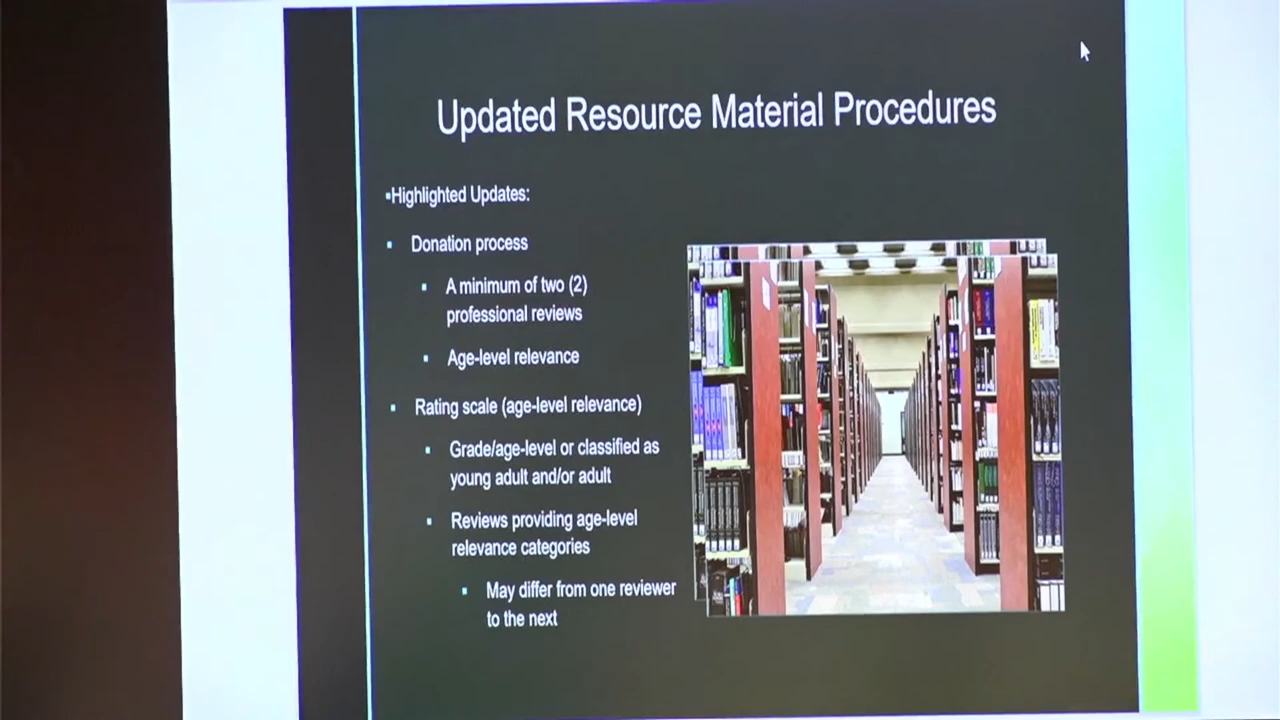 Updated Resource Material Procedures
▪Highlighted Updates:
▪ Donation process
▪ A minimum of two (2)
professional reviews
▪ Age-level relevance
▪ Rating scale (age-level relevance)
▪ Grade/age-level or classified as
young adult and/or adult
▪ Reviews providing age-level
relevance categories
▪ May differ from one reviewer
to the next